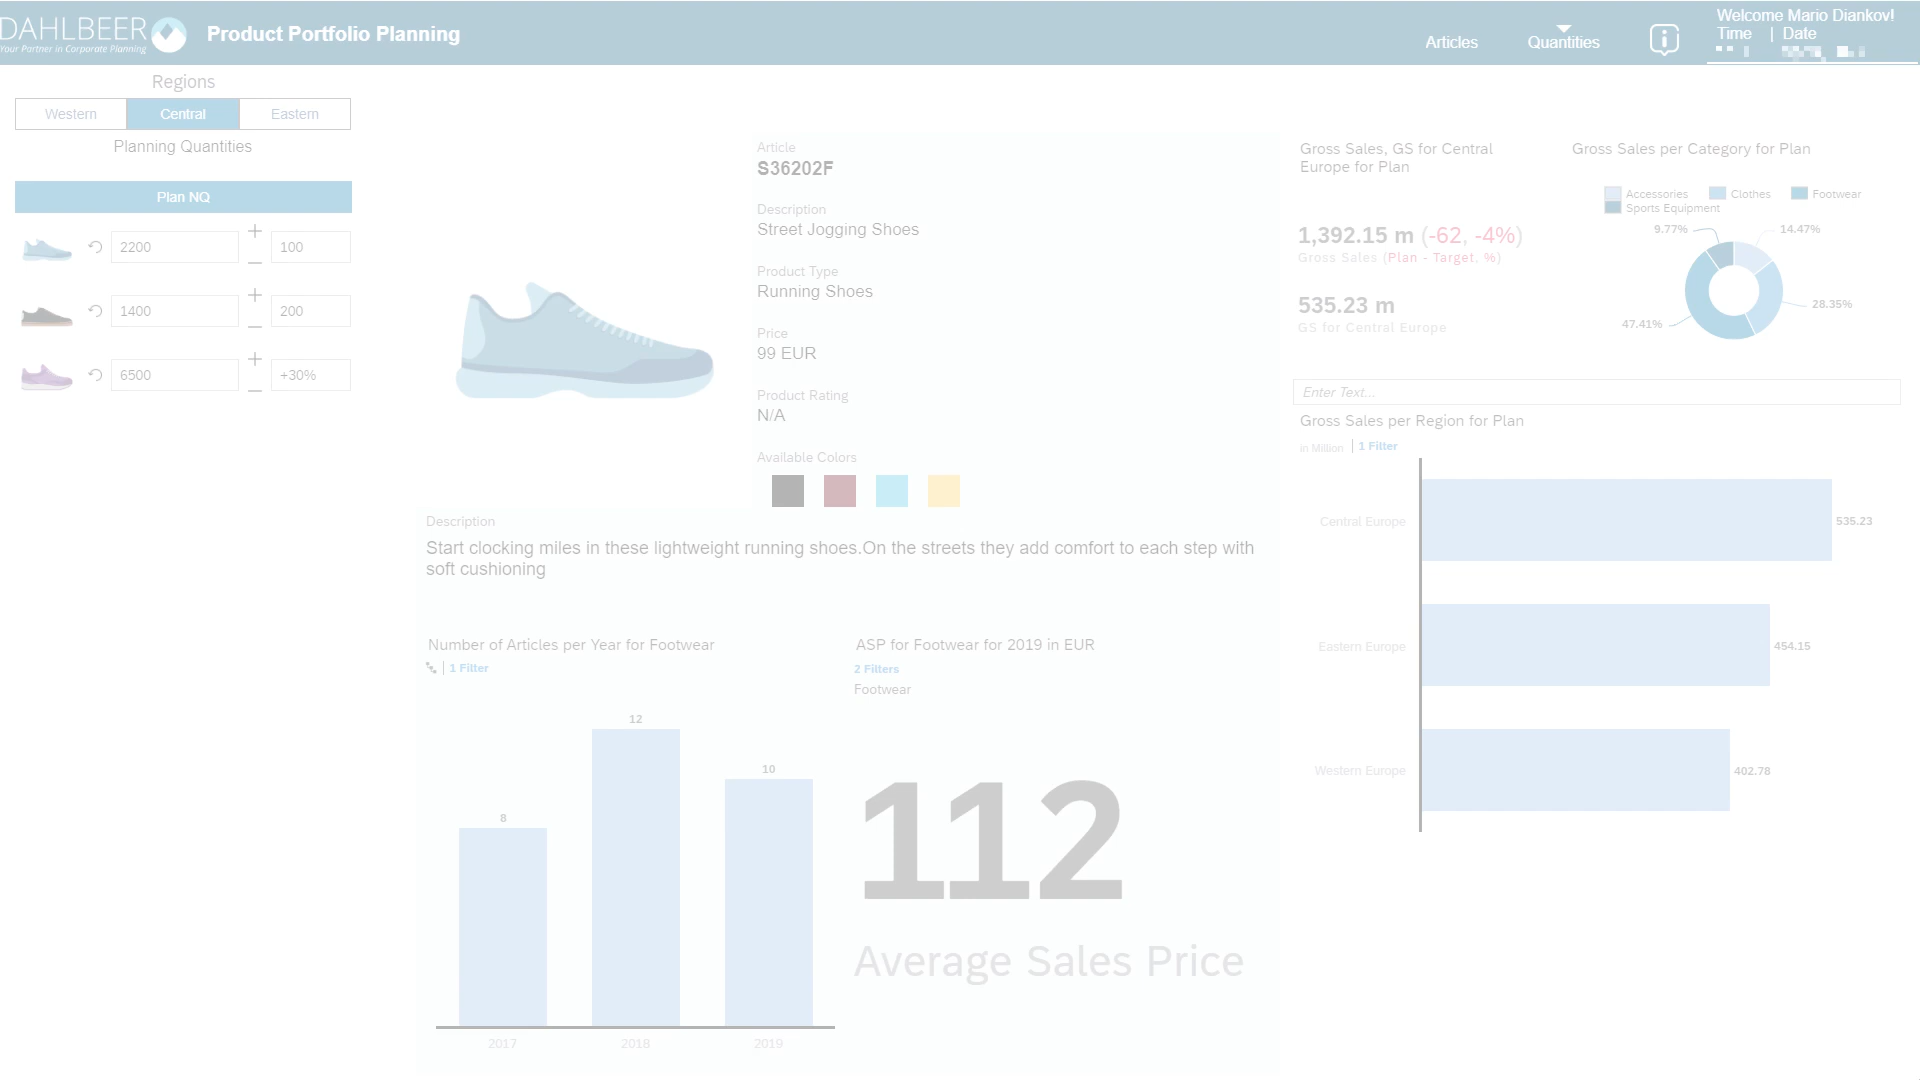 DAHLBEER
Your Partner in Corporate Planning
Product Portfolio Planning
Articles
Quantities
Welcome Mario Diankov!
Time | Date
Regions
Western
Central
Eastern
Planning Quantities
Plan NQ
2200
100
1400
200
6500
+30%
Article
S36202F
Description
Street Jogging Shoes
Product Type
Running Shoes
Price
99 EUR
Product Rating
N/A
Available Colors
Description
Start clocking miles in these lightweight running shoes.On the streets they add comfort to each step with
soft cushioning
Number of Articles per Year for Footwear
1 Filter
12
10
8
2017
2018
2019
ASP for Footwear for 2019 in EUR
2 Filters
Footwear
112
Average Sales Price
Gross Sales, GS for Central
Europe for Plan
1,392.15 m (-62, -4%)
Gross Sales (Plan - Target, %)
535.23 m
GS for Central Europe
Gross Sales per Category for Plan
Accessories
Clothes
Footwear
Sports Equipment
9.77%
14.47%
28.35%
47.41%
Enter Text...
Gross Sales per Region for Plan
in Million | 1 Filter
Central Europe
535.23
Eastern Europe
454.15
Western Europe
402.78